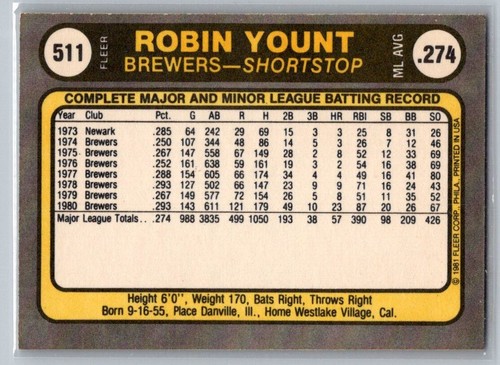 511
FLEER
ROBIN YOUNT
BREWERS—SHORTSTOP
ML AVG
.274
COMPLETE MAJOR AND MINOR LEAGUE BATTING RECORD
Year Club Pct. G AB R H 2B 3B HR RBI SB BB SO
1973 Newark .285 64 242 29 69 15 3 3 25 8 31 26
1974 Brewers .250 107 344 48 86 14 5 3 26 7 12 46
1975 Brewers .267 147 558 67 149 28 2 8 52 12 33 69
1976 Brewers .252 161 638 59 161 19 3 2 54 16 38 69
1977 Brewers .288 154 605 66 174 34 4 4 49 16 41 80
1978 Brewers .293 127 502 66 147 23 9 9 71 16 24 43
1979 Brewers .267 149 577 72 154 26 5 8 51 11 35 52
1980 Brewers .293 143 611 121 179 49 10 23 87 20 26 67
Major League Totals . . .274 988 3835 499 1050 193 38 57 390 98 209 426
© 1981 FLEER CORP., PHILA., PRINTED IN USA
Height 6'0'', Weight 170, Bats Right, Throws Right
Born 9-16-55, Place Danville, Ill., Home Westlake Village, Cal.